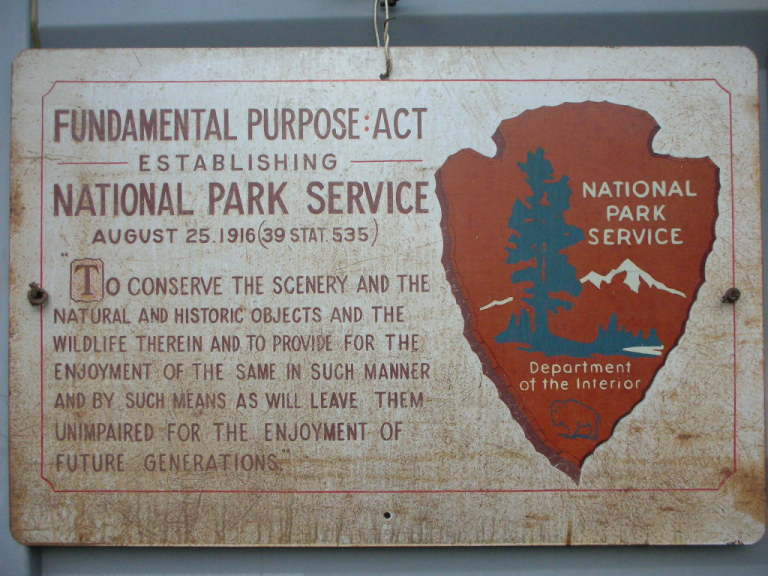 FUNDAMENTAL PURPOSE: ACT
ESTABLISHING
NATIONAL PARK SERVICE
AUGUST 25. 1916 (39 STAT. 535)
"TO CONSERVE THE SCENERY AND THE
NATURAL AND HISTORIC OBJECTS AND THE
WILDLIFE THEREIN AND TO PROVIDE FOR THE
ENJOYMENT OF THE SAME IN SUCH MANNER
AND BY SUCH MEANS AS WILL LEAVE THEM
UNIMPAIRED FOR THE ENJOYMENT OF
FUTURE GENERATIONS."
NATIONAL
PARK
SERVICE
Department
of the Interior